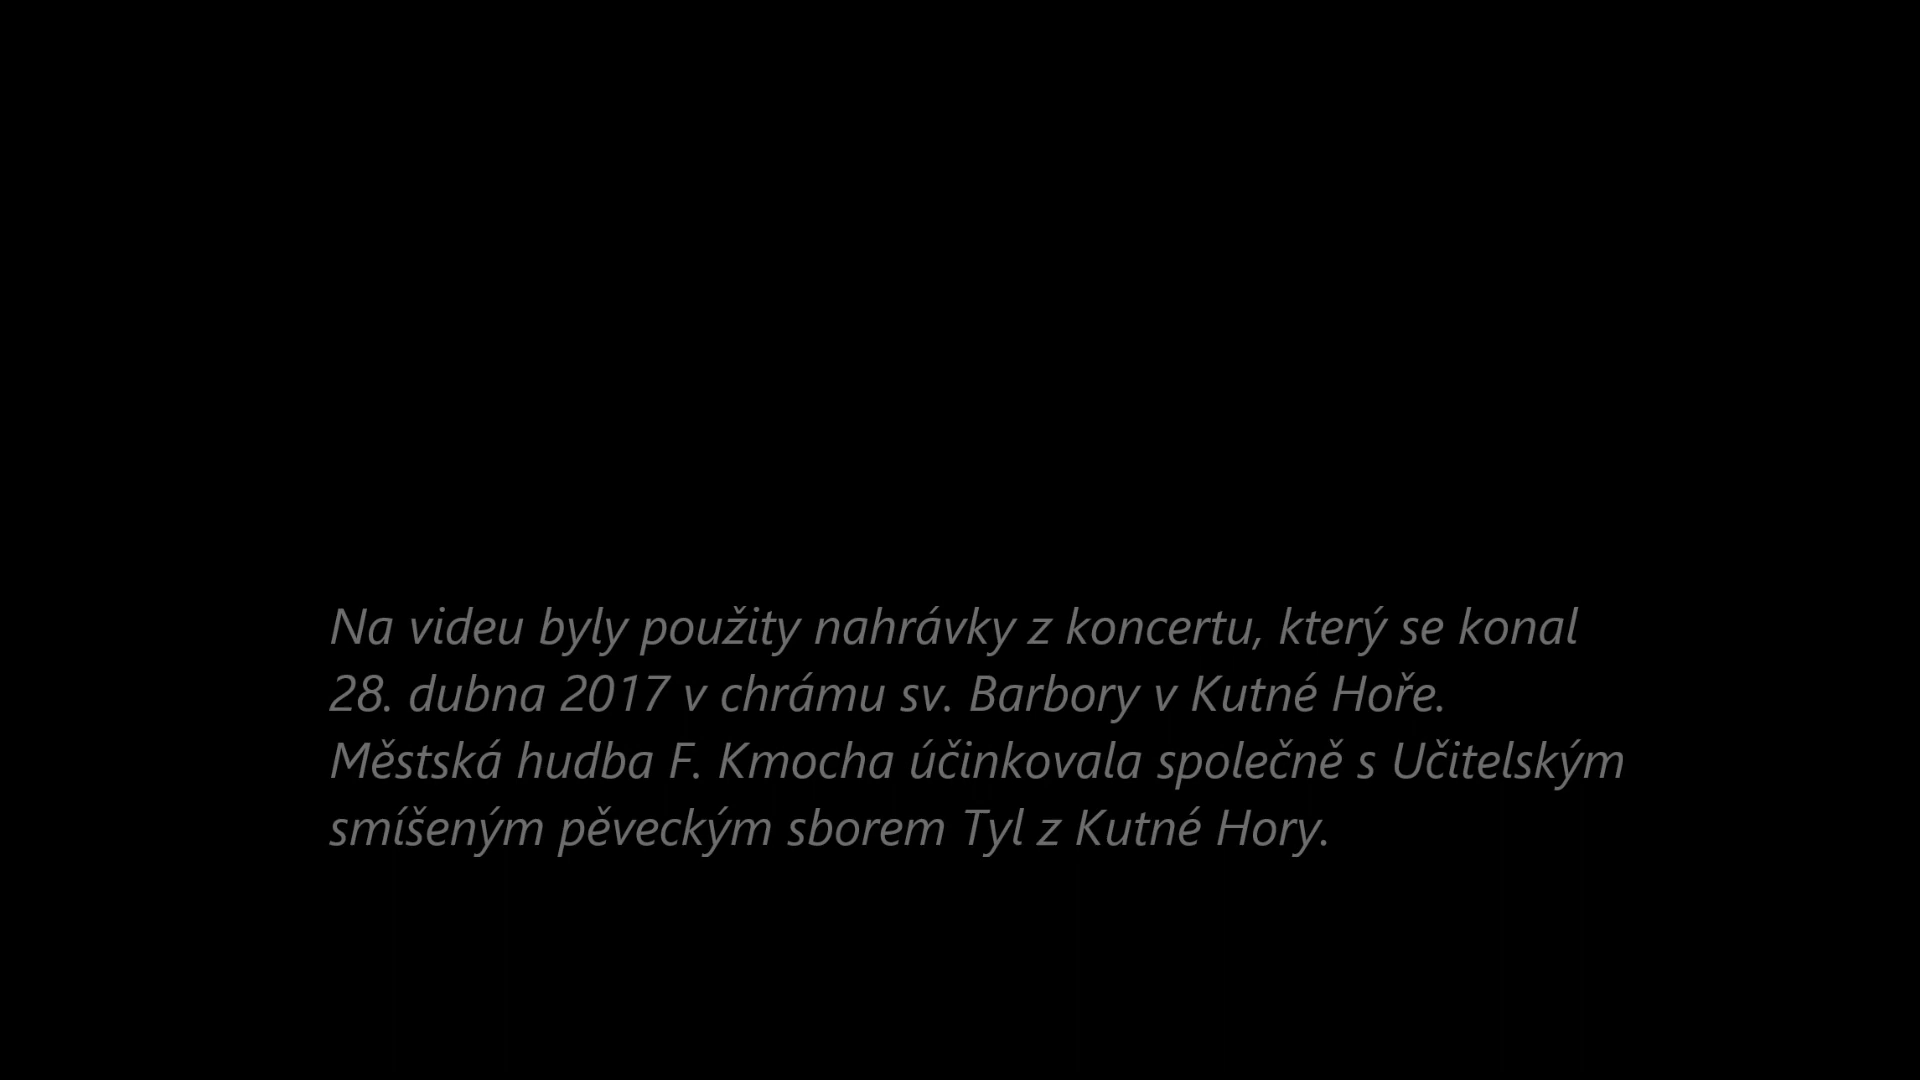 Na videu byly použity nahrávky z koncertu, který se konal
28. dubna 2017 v chrámu sv. Barbory v Kutné Hoře.
Městská hudba F. Kmocha účinkovala společně s Učitelským
smíšeným pěveckým sborem Tyl z Kutné Hory.